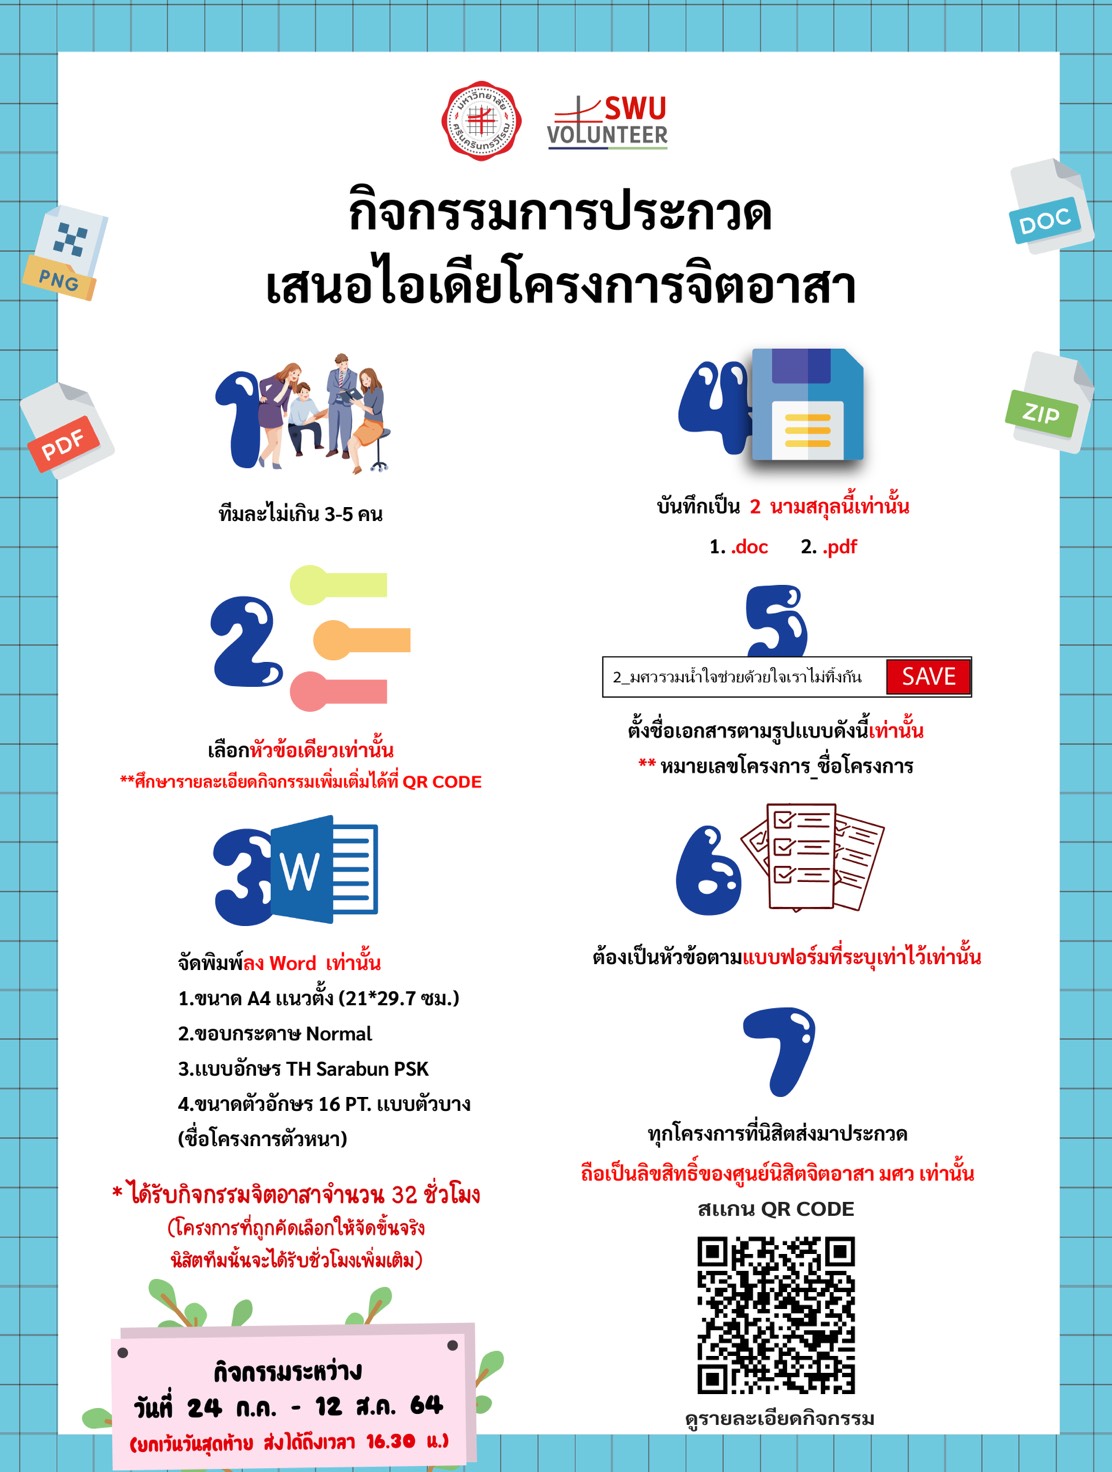 มหาวิทยาลัย
ศรีนครินทรวิโรฒ
SWU
VOLUNTEER
กิจกรรมการประกวด
เสนอไอเดียโครงการจิตอาสา
PNG
DOC
PDF
ZIP
1
ทีมละไม่เกิน 3-5 คน
2
เลือกหัวข้อเดียวเท่านั้น
**ศึกษารายละเอียดกิจกรรมเพิ่มเติ่มได้ที่ QR CODE
3
W
จัดพิมพ์ลง Word เท่านั้น
1.ขนาด A4 แนวตั้ง (21*29.7 ซม.)
2.ขอบกระดาษ Normal
3.แบบอักษร TH Sarabun PSK
4.ขนาดตัวอักษร 16 PT. แบบตัวบาง
(ชื่อโครงการตัวหนา)
* ได้รับกิจกรรมจิตอาสาจำนวน 32 ชั่วโมง
(โครงการที่ถูกคัดเลือกให้จัดขึ้นจริง
นิสิตทีมนั้นจะได้รับชั่วโมงเพิ่มเติม)
กิจกรรมระหว่าง
วันที่ 24 ก.ค. - 12 ส.ค. 64
(ยกเว้นวันสุดท้าย ส่งได้ถึงเวลา 16.30 น.)
4
บันทึกเป็น 2 นามสกุลนี้เท่านั้น
1. .doc 2. .pdf
5
2_มศวรวมน้ำใจช่วยด้วยใจเราไม่ทิ้งกัน SAVE
ตั้งชื่อเอกสารตามรูปแบบดังนี้เท่านั้น
** หมายเลขโครงการ_ชื่อโครงการ
6
ต้องเป็นหัวข้อตามแบบฟอร์มที่ระบุเท่าไว้เท่านั้น
7
ทุกโครงการที่นิสิตส่งมาประกวด
ถือเป็นลิขสิทธิ์ของศูนย์นิสิตจิตอาสา มศว เท่านั้น
สแกน QR CODE
ดูรายละเอียดกิจกรรม